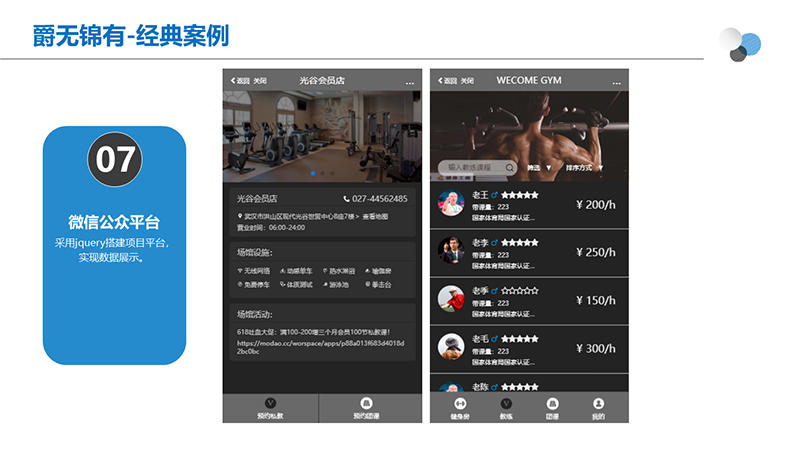 爵无锦有-经典案例
07
微信公众平台
采用jquery搭建项目平台，
实现数据展示。
返回 关闭 光谷会员店 ...
光谷会员店 027-44562485
武汉市洪山区现代光谷世贸中心B座7楼 > 查看地图
营业时间：06:00-24:00
场馆设施：
无线网络 动感单车 热水淋浴 瑜伽房
免费停车 体质测试 游泳池 拳击台
场馆活动：
618吐血大促：满100-200增三个月会员100节私教课！
https://modao.cc/worspace/apps/p88a013f683d4018d
2bc0bc
预约私教 预约团课
返回 关闭 WECOME GYM ...
输入教练课程 筛选 ▼ 排序方式 ▼
老王 ♂ ★★★★★
带课量：223
国家体育局国家认证...
¥ 200/h
老李 ♂ ★★★★★
带课量：223
国家体育局国家认证...
¥ 250/h
老季 ♂ ☆☆☆☆☆
带课量：223
国家体育局国家认证...
¥ 150/h
老毛 ♂ ★★★★★
带课量：223
国家体育局国家认证...
¥ 300/h
老陈 ♂ ★★★★★
健身房 教练 团课 我的